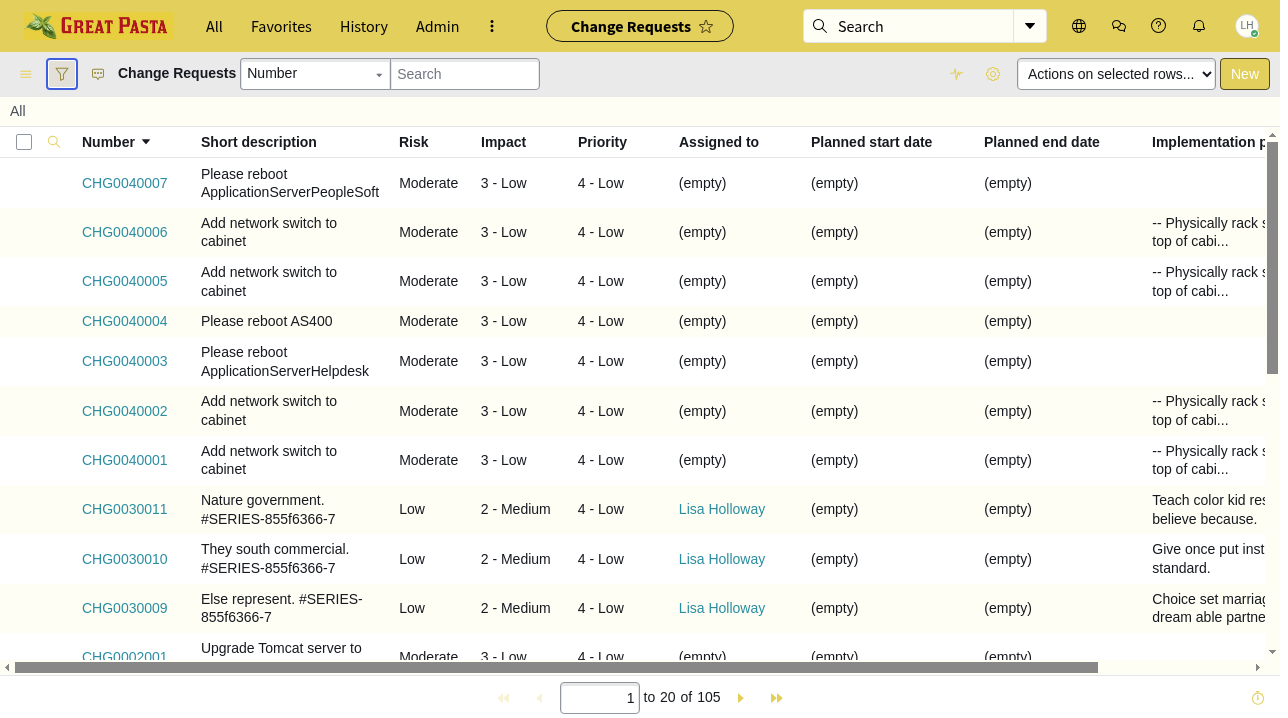 GREAT PASTA All Favorites History Admin Change Requests Search LH
Change Requests Number Search Actions on selected rows... New
All
Number Short description Risk Impact Priority Assigned to Planned start date Planned end date Implementation p
CHG0040007 Please reboot ApplicationServerPeopleSoft Moderate 3 - Low 4 - Low (empty) (empty) (empty)
CHG0040006 Add network switch to cabinet Moderate 3 - Low 4 - Low (empty) (empty) (empty) -- Physically rack s top of cabi...
CHG0040005 Add network switch to cabinet Moderate 3 - Low 4 - Low (empty) (empty) (empty) -- Physically rack s top of cabi...
CHG0040004 Please reboot AS400 Moderate 3 - Low 4 - Low (empty) (empty) (empty)
CHG0040003 Please reboot ApplicationServerHelpdesk Moderate 3 - Low 4 - Low (empty) (empty) (empty)
CHG0040002 Add network switch to cabinet Moderate 3 - Low 4 - Low (empty) (empty) (empty) -- Physically rack s top of cabi...
CHG0040001 Add network switch to cabinet Moderate 3 - Low 4 - Low (empty) (empty) (empty) -- Physically rack s top of cabi...
CHG0030011 Nature government. #SERIES-855f6366-7 Low 2 - Medium 4 - Low Lisa Holloway (empty) (empty) Teach color kid res believe because.
CHG0030010 They south commercial. #SERIES-855f6366-7 Low 2 - Medium 4 - Low Lisa Holloway (empty) (empty) Give once put inst standard.
CHG0030009 Else represent. #SERIES-855f6366-7 Low 2 - Medium 4 - Low Lisa Holloway (empty) (empty) Choice set marriag dream able partne
CHG0002001 Upgrade Tomcat server to Moderate 3 - Low 4 - Low (empty) (empty) (empty)
1 to 20 of 105